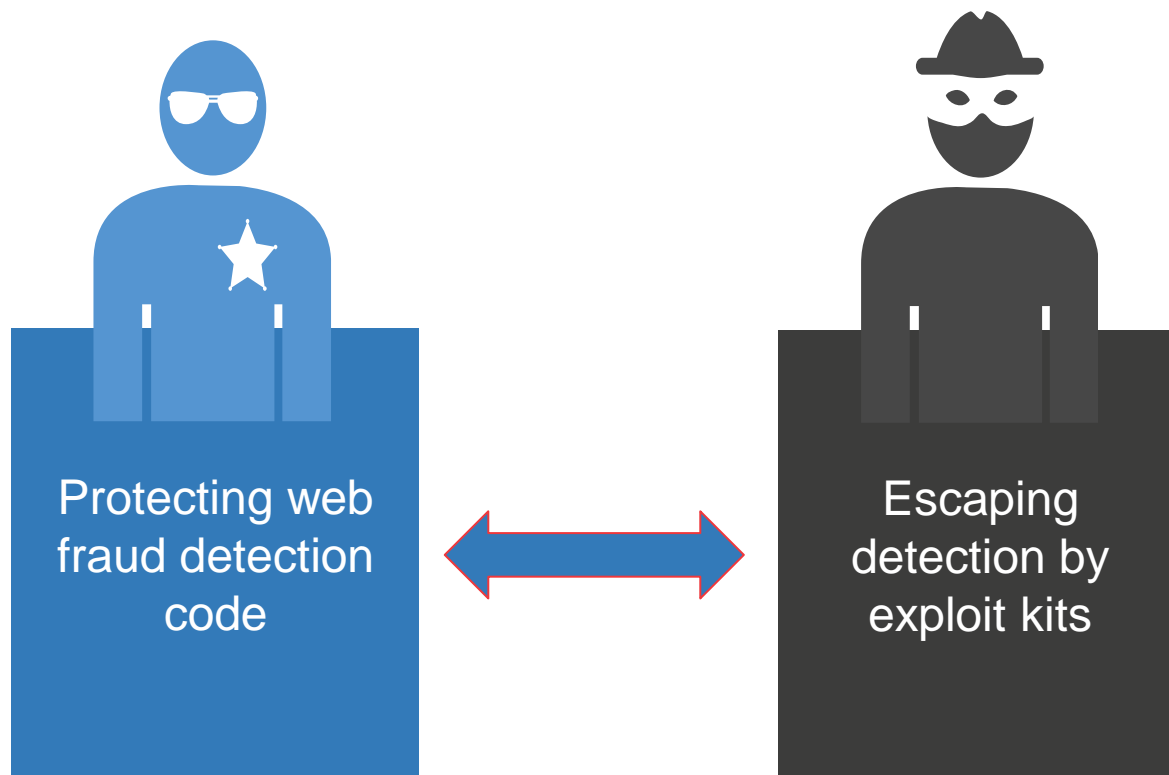 Protecting web
fraud detection
code
Escaping
detection by
exploit kits